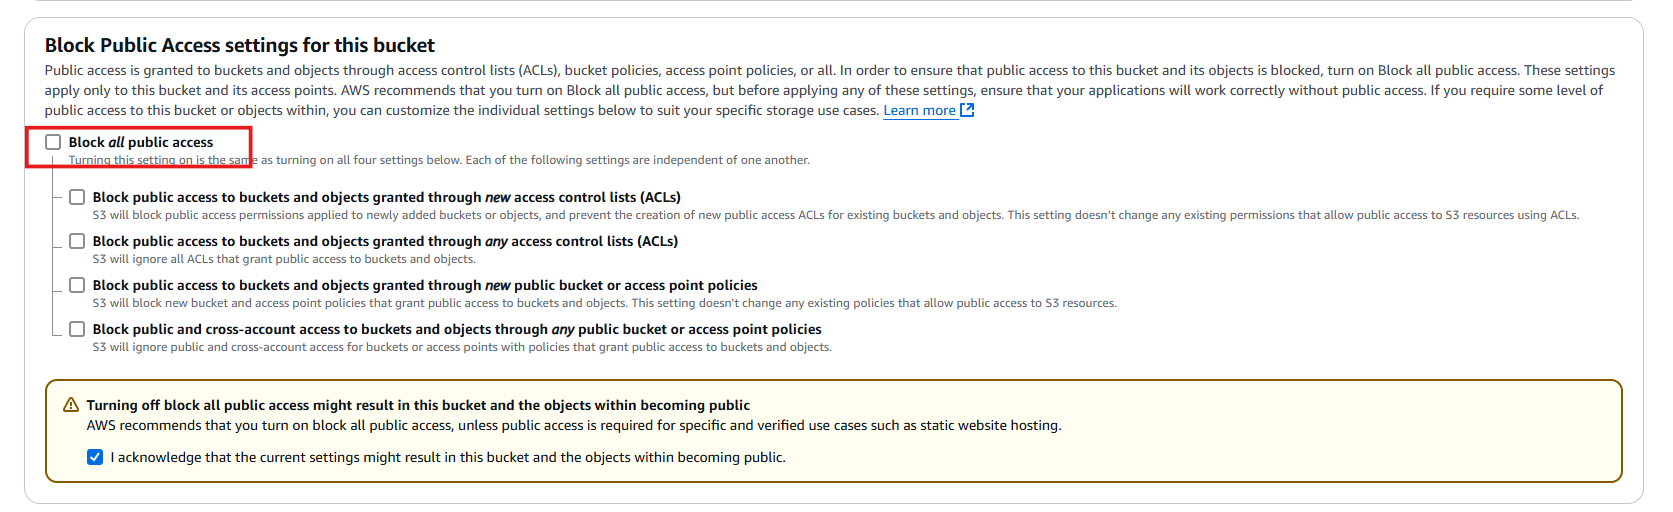 Block Public Access settings for this bucket
Public access is granted to buckets and objects through access control lists (ACLs), bucket policies, access point policies, or all. In order to ensure that public access to this bucket and its objects is blocked, turn on Block all public access. These settings
apply only to this bucket and its access points. AWS recommends that you turn on Block all public access, but before applying any of these settings, ensure that your applications will work correctly without public access. If you require some level of
public access to this bucket or objects within, you can customize the individual settings below to suit your specific storage use cases. Learn more
Block all public access
Turning this setting on is the same as turning on all four settings below. Each of the following settings are independent of one another.
Block public access to buckets and objects granted through new access control lists (ACLs)
S3 will block public access permissions applied to newly added buckets or objects, and prevent the creation of new public access ACLs for existing buckets and objects. This setting doesn't change any existing permissions that allow public access to S3 resources using ACLs.
Block public access to buckets and objects granted through any access control lists (ACLs)
S3 will ignore all ACLs that grant public access to buckets and objects.
Block public access to buckets and objects granted through new public bucket or access point policies
S3 will block new bucket and access point policies that grant public access to buckets and objects. This setting doesn't change any existing policies that allow public access to S3 resources.
Block public and cross-account access to buckets and objects through any public bucket or access point policies
S3 will ignore public and cross-account access for buckets or access points with policies that grant public access to buckets and objects.
Turning off block all public access might result in this bucket and the objects within becoming public
AWS recommends that you turn on block all public access, unless public access is required for specific and verified use cases such as static website hosting.
I acknowledge that the current settings might result in this bucket and the objects within becoming public.